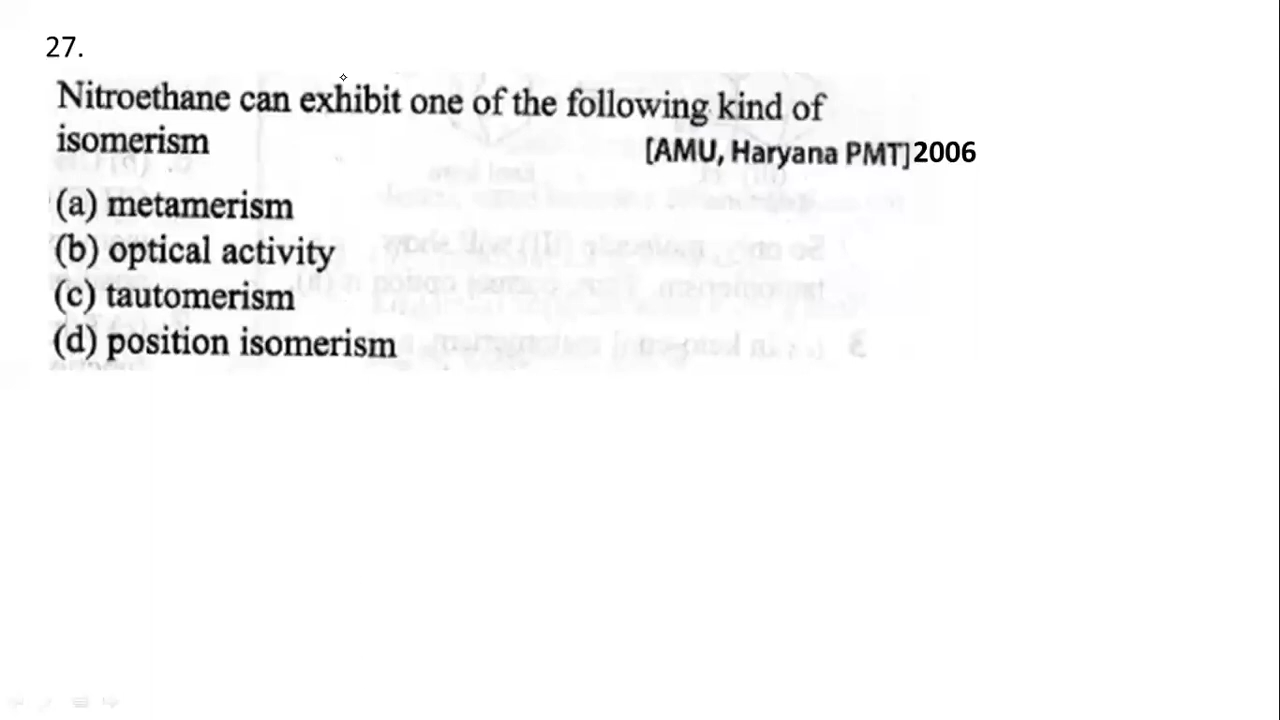 27.
Nitroethane can exhibit one of the following kind of
isomerism [AMU, Haryana PMT]2006
(a) metamerism
(b) optical activity
(c) tautomerism
(d) position isomerism